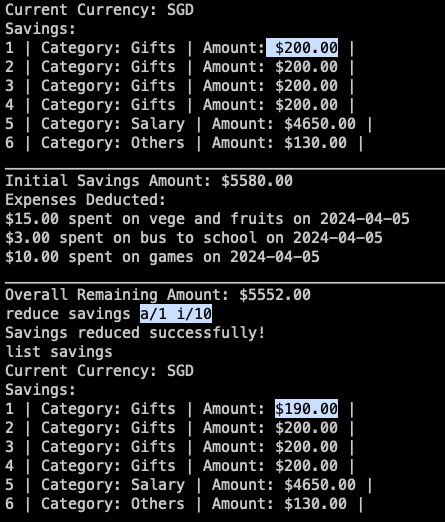 Current Currency: SGD
Savings:
1 | Category: Gifts | Amount: $200.00 |
2 | Category: Gifts | Amount: $200.00 |
3 | Category: Gifts | Amount: $200.00 |
4 | Category: Gifts | Amount: $200.00 |
5 | Category: Salary | Amount: $4650.00 |
6 | Category: Others | Amount: $130.00 |
Initial Savings Amount: $5580.00
Expenses Deducted:
$15.00 spent on vege and fruits on 2024-04-05
$3.00 spent on bus to school on 2024-04-05
$10.00 spent on games on 2024-04-05
Overall Remaining Amount: $5552.00
reduce savings a/1 i/10
Savings reduced successfully!
list savings
Current Currency: SGD
Savings:
1 | Category: Gifts | Amount: $190.00 |
2 | Category: Gifts | Amount: $200.00 |
3 | Category: Gifts | Amount: $200.00 |
4 | Category: Gifts | Amount: $200.00 |
5 | Category: Salary | Amount: $4650.00 |
6 | Category: Others | Amount: $130.00 |